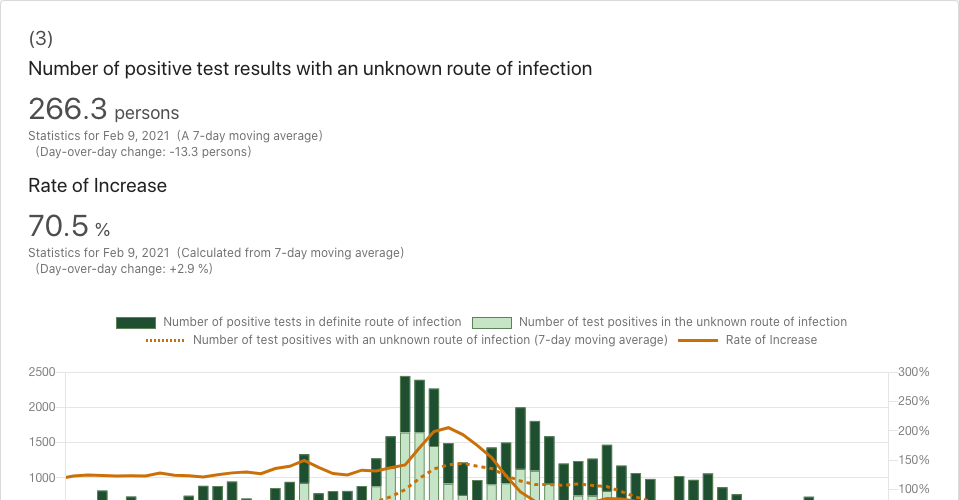 (3)
Number of positive test results with an unknown route of infection
266.3 persons
Statistics for Feb 9, 2021 (A 7-day moving average)
(Day-over-day change: -13.3 persons)
Rate of Increase
70.5 %
Statistics for Feb 9, 2021 (Calculated from 7-day moving average)
(Day-over-day change: +2.9 %)
Number of positive tests in definite route of infection Number of test positives in the unknown route of infection
Number of test positives with an unknown route of infection (7-day moving average) Rate of Increase
2500 300%
250%
2000
200%
1500
150%
1000
100%